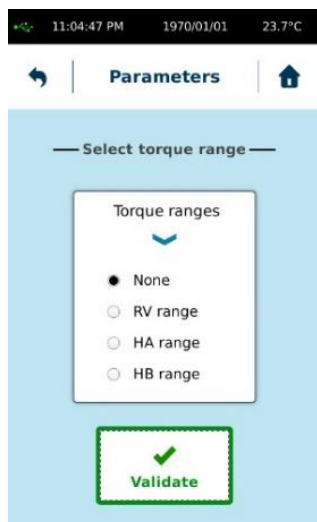 11:04:47 PM 1970/01/01 23.7°C
Parameters
Select torque range
Torque ranges
None
RV range
HA range
HB range
Validate